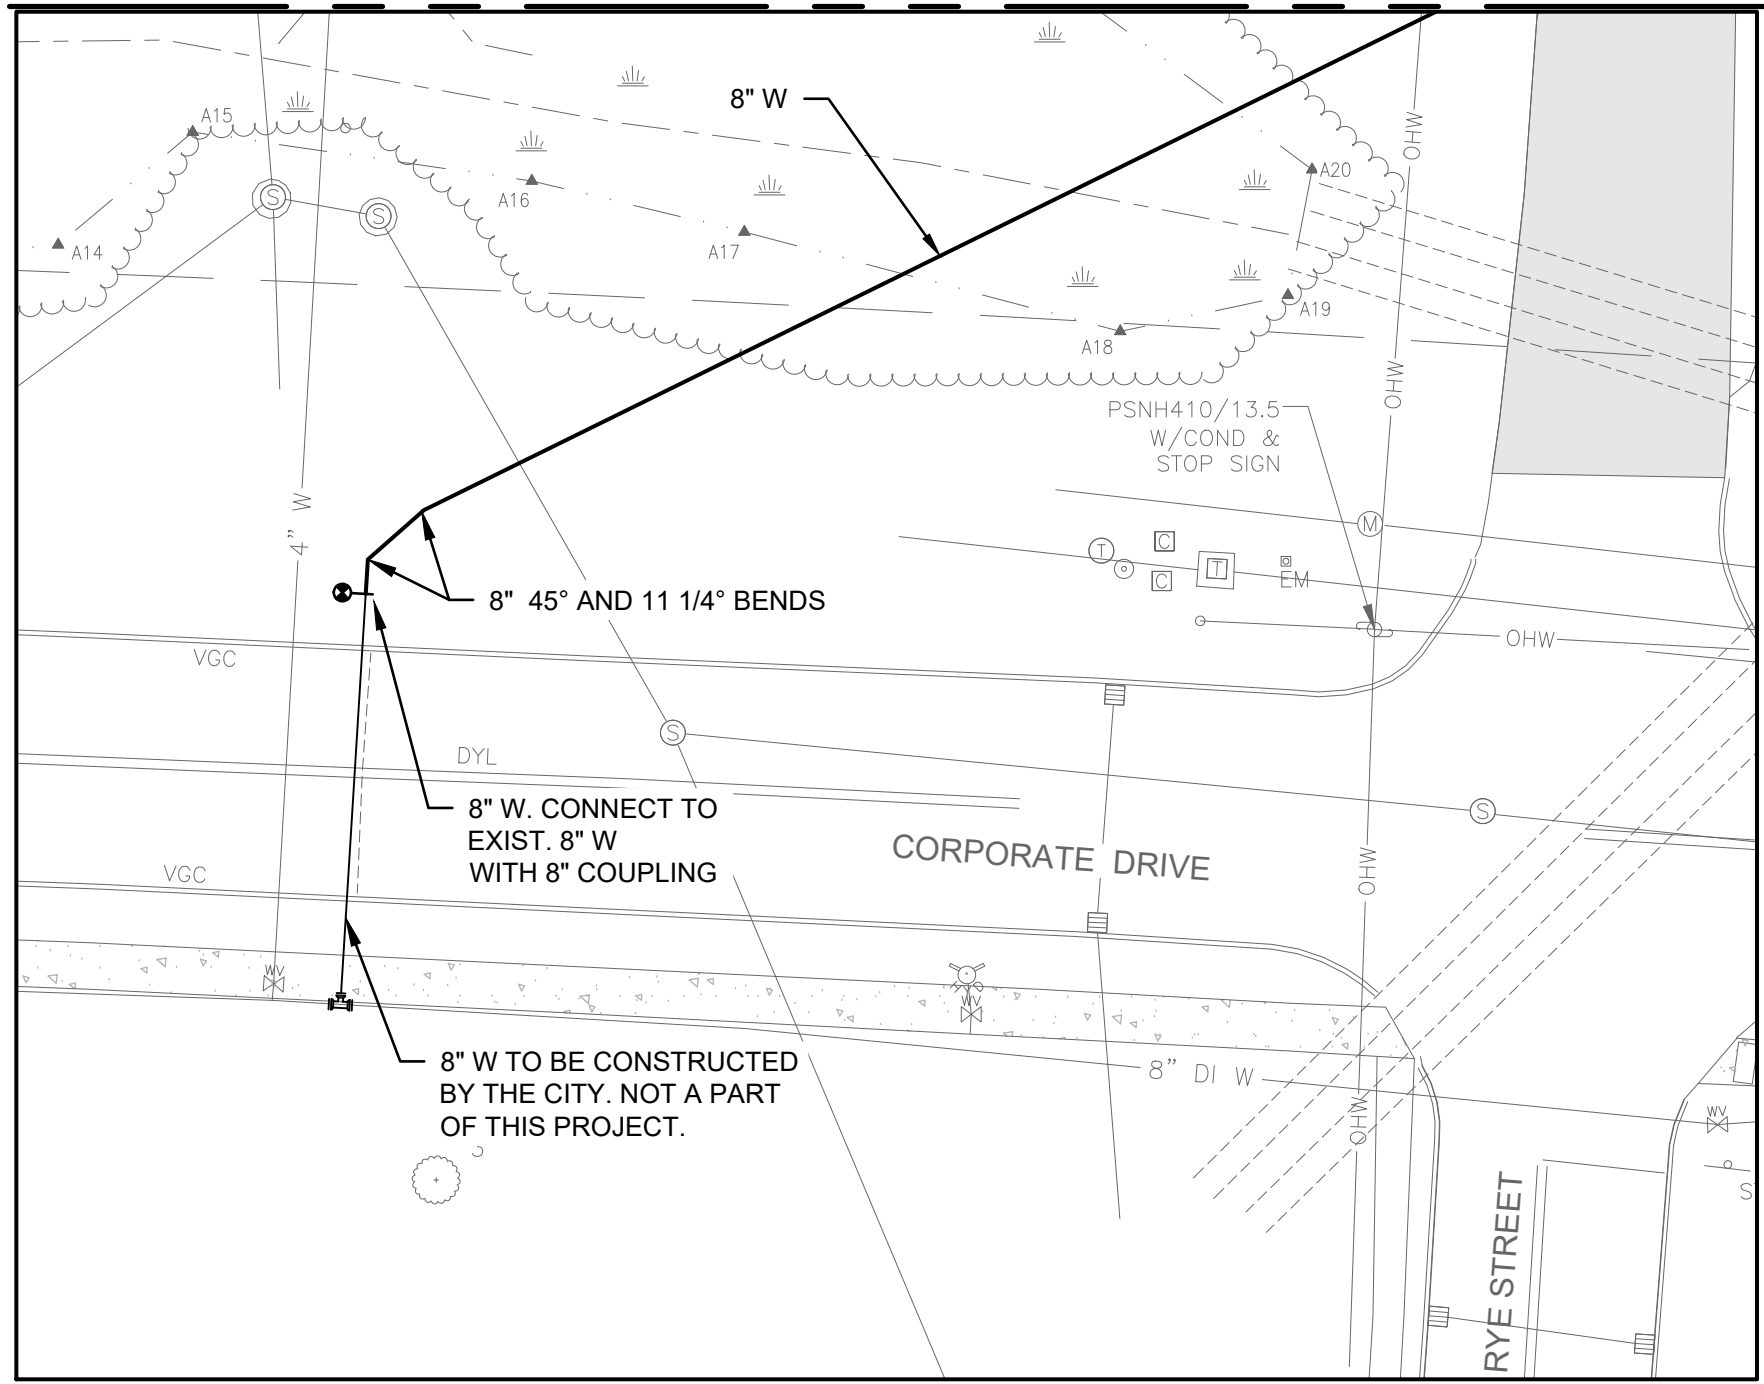 8" W
A15
A20
A16
A17
A14
A19
A18
OHW
OHW
PSNH410/13.5
W/COND &
STOP SIGN
4" W
M
T
C
C
T
EM
S
S
8" 45° AND 11 1/4° BENDS
OHW
VGC
DYL
S
S
8" W. CONNECT TO
EXIST. 8" W
WITH 8" COUPLING
CORPORATE DRIVE
OHW
VGC
WV
WV
8" W TO BE CONSTRUCTED
BY THE CITY. NOT A PART
OF THIS PROJECT.
8" DI W
OHW
WV
RYE STREET